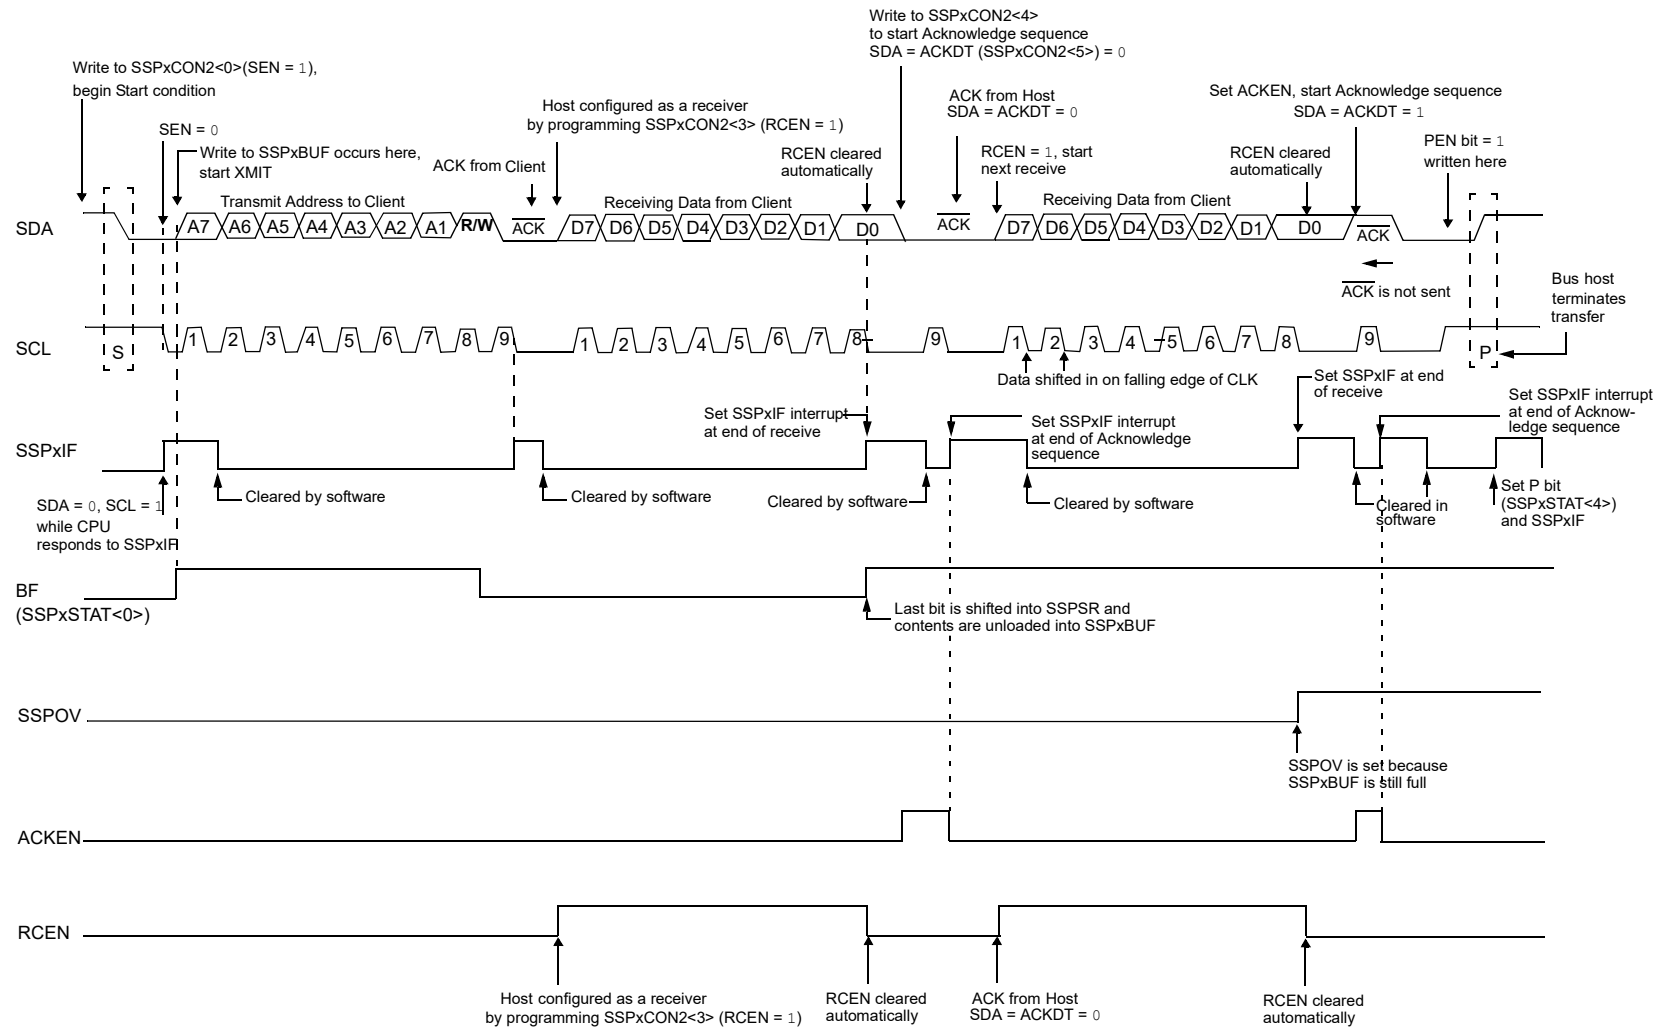 Write to SSPxCON2<4>
to start Acknowledge sequence
SDA = ACKDT (SSPxCON2<5>) = 0
Write to SSPxCON2<0>(SEN = 1),
begin Start condition
Host configured as a receiver
by programming SSPxCON2<3> (RCEN = 1)
ACK from Host
SDA = ACKDT = 0
Set ACKEN, start Acknowledge sequence
SDA = ACKDT = 1
SEN = 0
Write to SSPxBUF occurs here,
start XMIT
ACK from Client
RCEN cleared
automatically
RCEN = 1, start
next receive
RCEN cleared
automatically
PEN bit = 1
written here
Transmit Address to Client
Receiving Data from Client
Receiving Data from Client
SDA
A7 A6 A5 A4 A3 A2 A1 R/W ACK D7 D6 D5 D4 D3 D2 D1 D0 ACK D7 D6 D5 D4 D3 D2 D1 D0 ACK
ACK is not sent
Bus host
terminates
transfer
SCL
S 1 2 3 4 5 6 7 8 9 1 2 3 4 5 6 7 8 9 1 2 3 4 5 6 7 8 9 P
Data shifted in on falling edge of CLK
Set SSPxIF at end
of receive
Set SSPxIF interrupt
at end of receive
Set SSPxIF interrupt
at end of Acknowledge
sequence
Set SSPxIF interrupt
at end of Acknow-
ledge sequence
SSPxIF
SDA = 0, SCL = 1
while CPU
responds to SSPxIF
Cleared by software
Cleared by software
Cleared by software
Cleared by software
Cleared in
software
Set P bit
(SSPxSTAT<4>)
and SSPxIF
BF
(SSPxSTAT<0>)
Last bit is shifted into SSPSR and
contents are unloaded into SSPxBUF
SSPOV
SSPOV is set because
SSPxBUF is still full
ACKEN
RCEN
Host configured as a receiver
by programming SSPxCON2<3> (RCEN = 1)
RCEN cleared
automatically
ACK from Host
SDA = ACKDT = 0
RCEN cleared
automatically